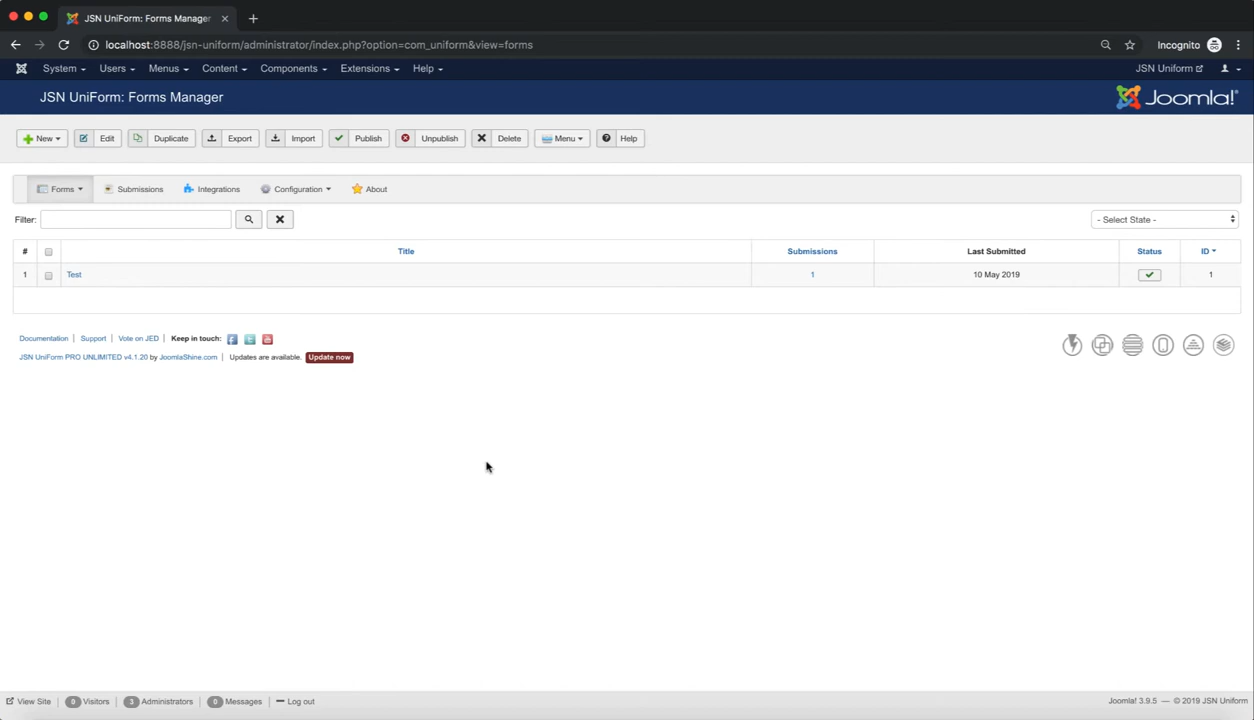 JSN UniForm: Forms Manager
localhost:8888/jsn-uniform/administrator/index.php?option=com_uniform&view=forms
Incognito
System Users Menus Content Components Extensions Help
JSN Uniform
JSN UniForm: Forms Manager
Joomla!®
New Edit Duplicate Export Import Publish Unpublish Delete Menu Help
Forms Submissions Integrations Configuration About
Filter:
- Select State -
# Title Submissions Last Submitted Status ID
1 Test 1 10 May 2019 1
Documentation | Support | Vote on JED | Keep in touch:
JSN UniForm PRO UNLIMITED v4.1.20 by JoomlaShine.com | Updates are available. Update now
View Site 0 Visitors 3 Administrators 0 Messages Log out
Joomla! 3.9.5 — © 2019 JSN Uniform